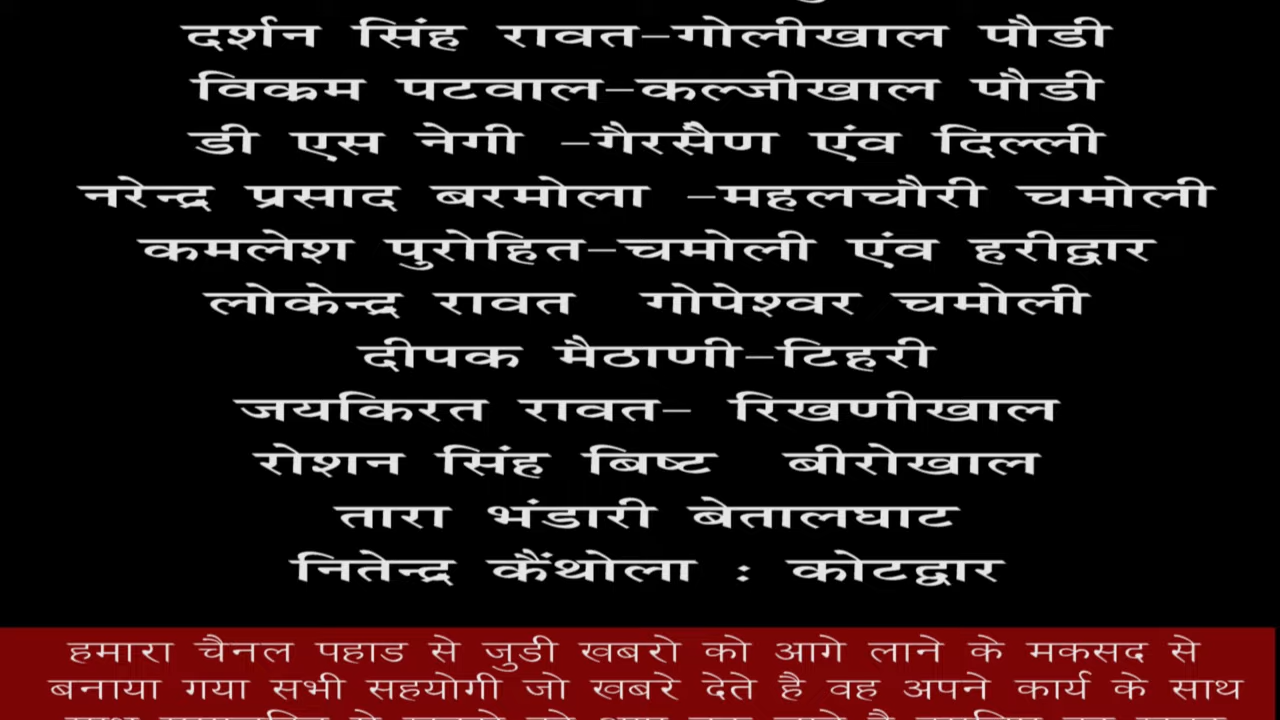 दर्शन सिंह रावत-गोलीखाल पौडी
विक्रम पटवाल-कल्जीखाल पौडी
डी एस नेगी -गैरसैण एंव दिल्ली
नरेन्द्र प्रसाद बरमोला -महलचौरी चमोली
कमलेश पुरोहित-चमोली एंव हरीद्वार
लोकेन्द्र रावत गोपेश्वर चमोली
दीपक मैठाणी-टिहरी
जयकिरत रावत- रिखणीखाल
रोशन सिंह बिष्ट बीरोखाल
तारा भंडारी बेतालघाट
नितेन्द्र कैंथोला : कोटद्वार
हमारा चैनल पहाड से जुडी खबरो को आगे लाने के मकसद से
बनाया गया सभी सहयोगी जो खबरे देते है वह अपने कार्य के साथ